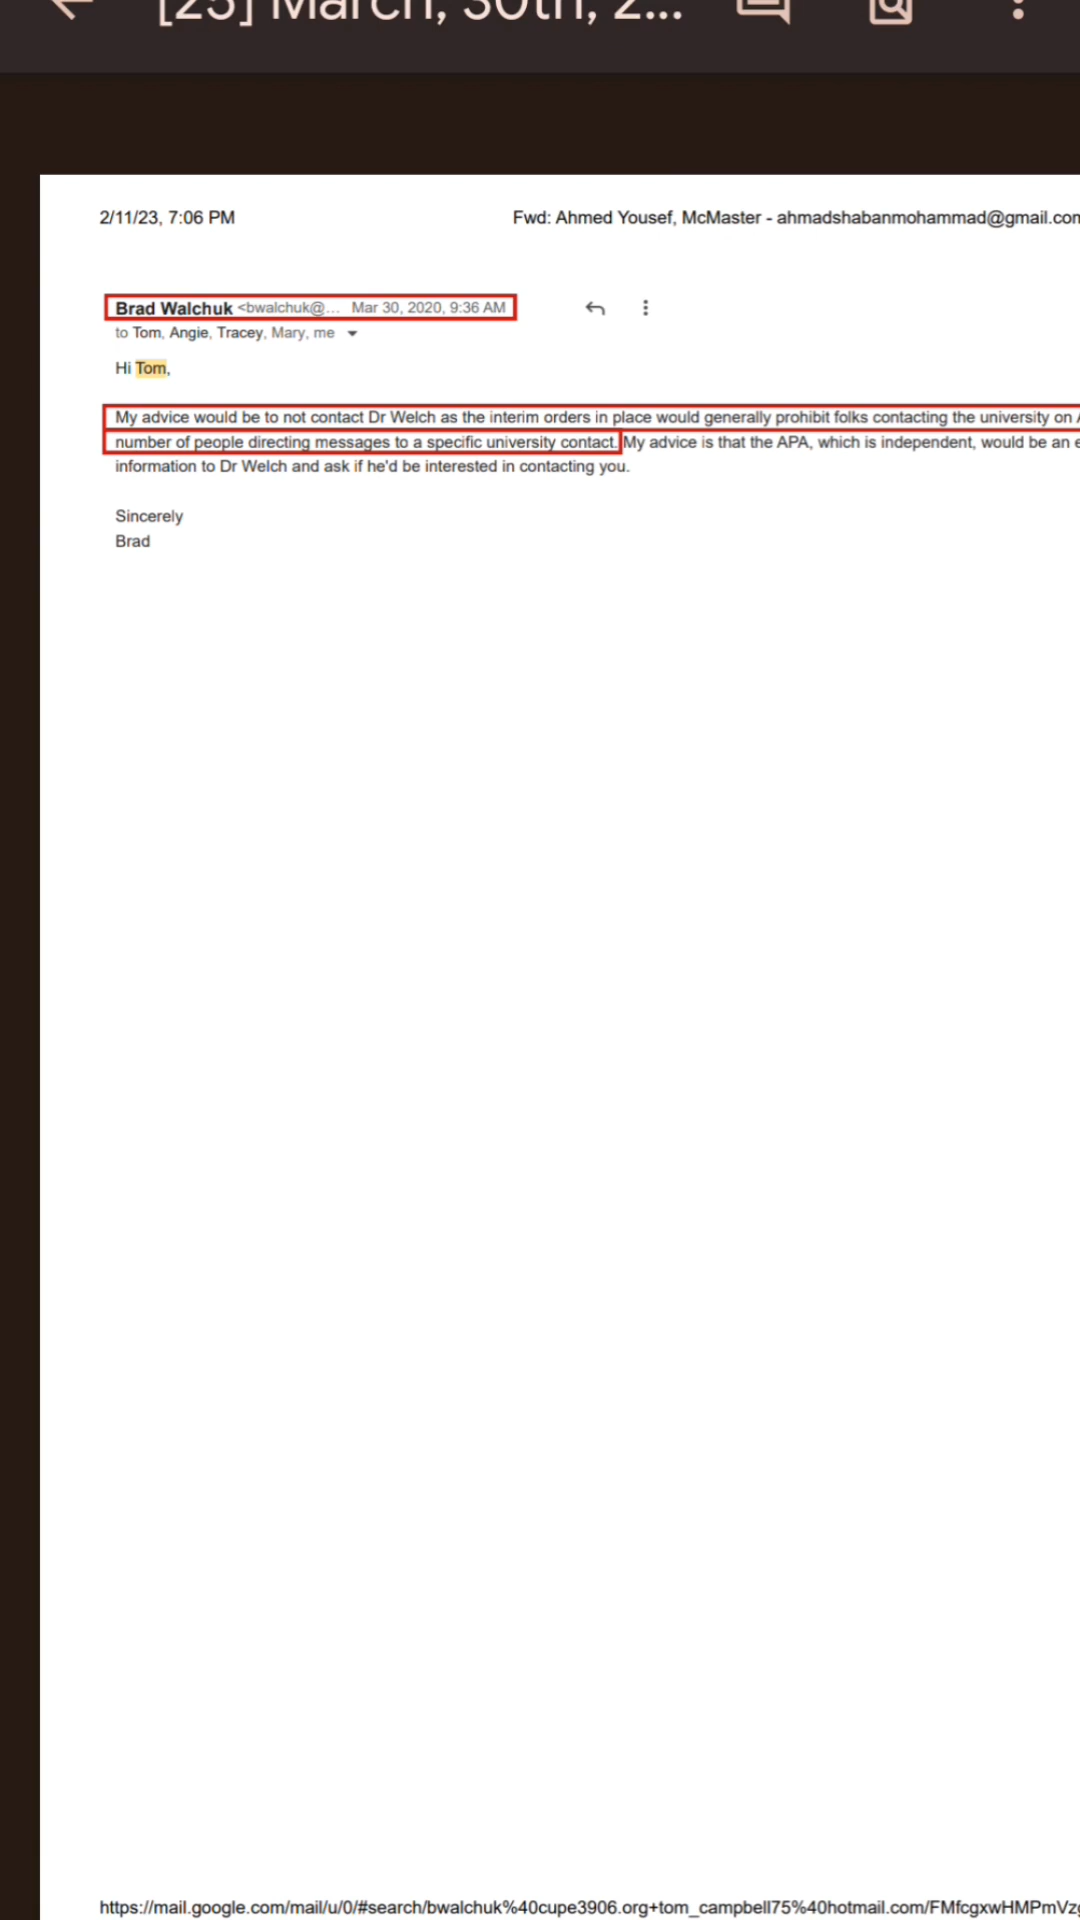 [25] March, 30th, 2...
2/11/23, 7:06 PM
Fwd: Ahmed Yousef, McMaster - ahmadshabanmohammad@gmail.com
Brad Walchuk <bwalchuk@... Mar 30, 2020, 9:36 AM
to Tom, Angie, Tracey, Mary, me
Hi Tom,
My advice would be to not contact Dr Welch as the interim orders in place would generally prohibit folks contacting the university on
number of people directing messages to a specific university contact. My advice is that the APA, which is independent, would be an
information to Dr Welch and ask if he'd be interested in contacting you.
Sincerely
Brad
https://mail.google.com/mail/u/0/#search/bwalchuk%40cupe3906.org+tom_campbell75%40hotmail.com/FMfcgxwHMPmVz